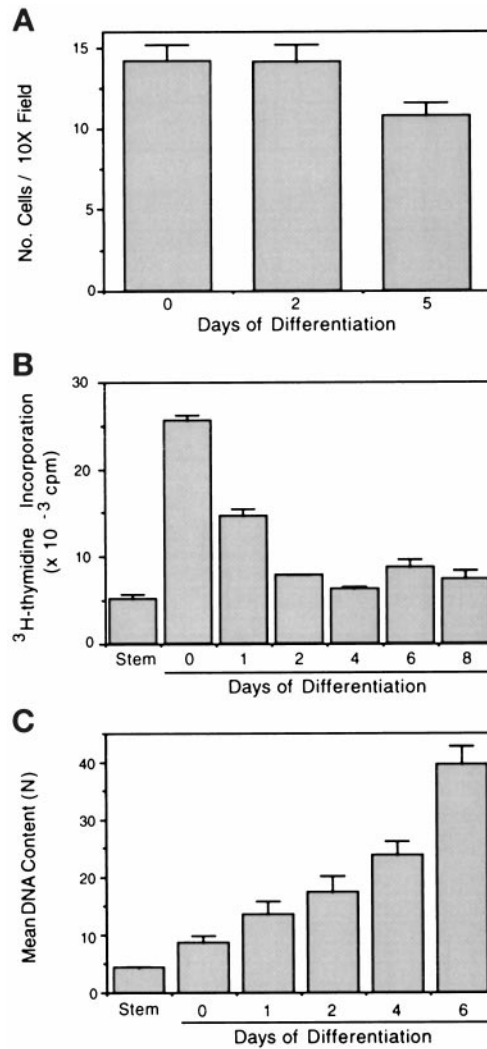 A
15
10
5
0
No. Cells / 10X Field
0 2 5
Days of Differentiation
B
30
20
10
0
³H-thymidine Incorporation
(x 10 -³ cpm)
Stem 0 1 2 4 6 8
Days of Differentiation
C
40
30
20
10
0
Mean DNA Content (N)
Stem 0 1 2 4 6
Days of Differentiation